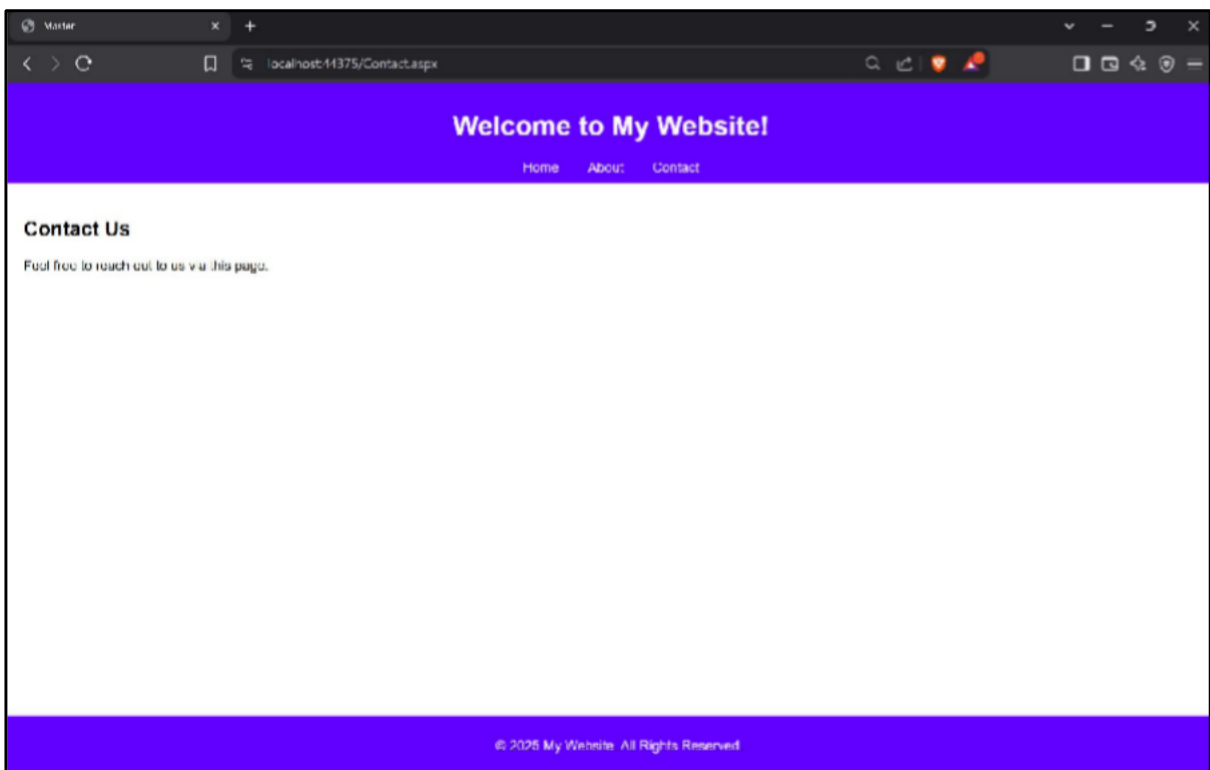 Master
localhost:44375/Contact.aspx
Welcome to My Website!
Home About Contact
Contact Us
Feel free to reach out to us via this page.
© 2025 My Website. All Rights Reserved